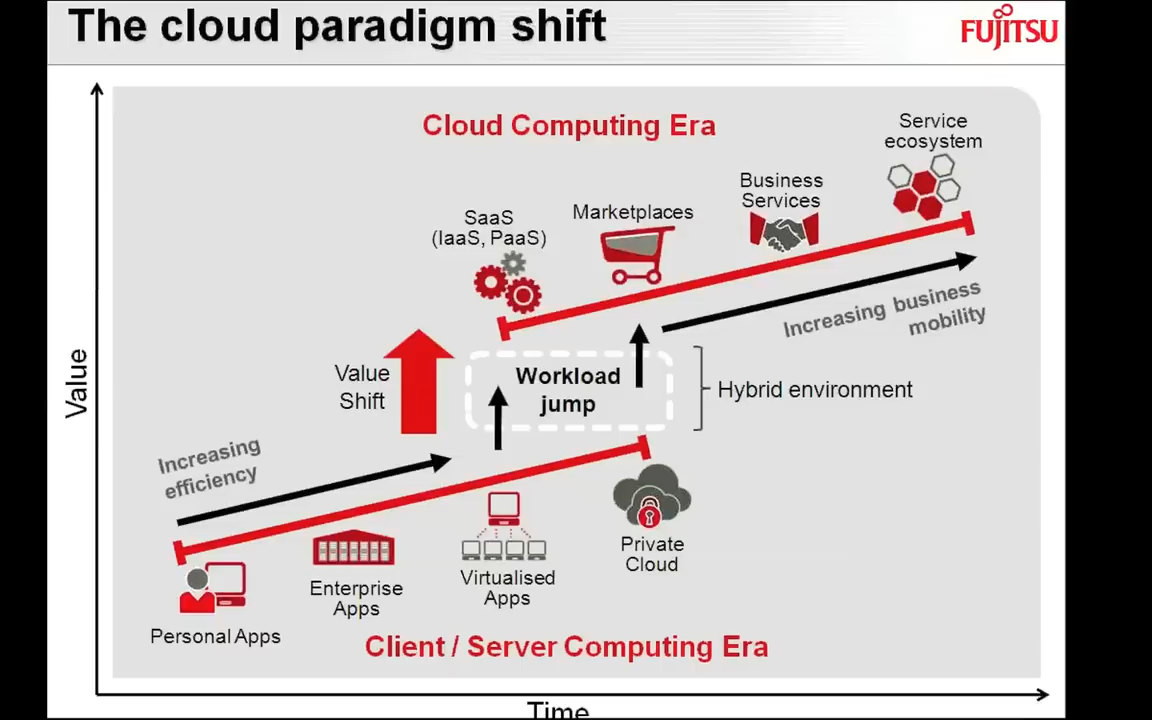 The cloud paradigm shift
FUJITSU
Cloud Computing Era
Service
ecosystem
Business
Services
Marketplaces
SaaS
(IaaS, PaaS)
Increasing business
mobility
Value
Value
Shift
Workload
jump
Hybrid environment
Increasing
efficiency
Private
Cloud
Virtualised
Apps
Enterprise
Apps
Personal Apps
Client / Server Computing Era
Time